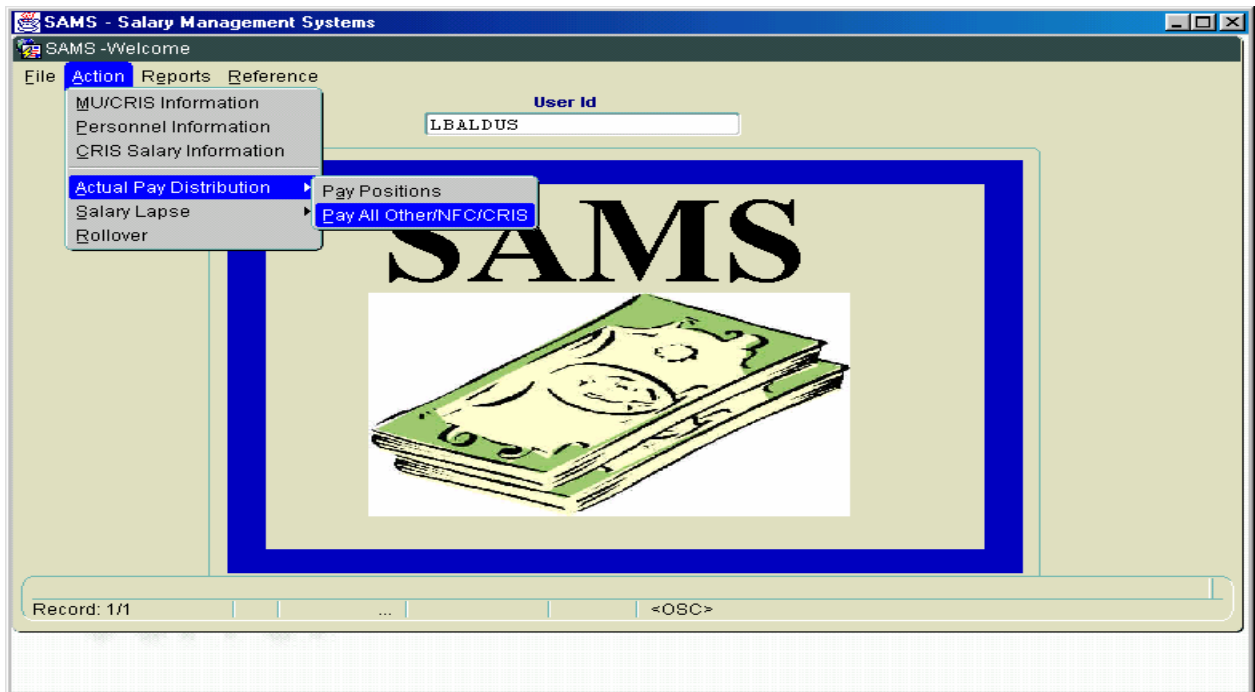 SAMS - Salary Management Systems
SAMS -Welcome
File Action Reports Reference
MU/CRIS Information
Personnel Information
CRIS Salary Information
Actual Pay Distribution
Salary Lapse
Rollover
Pay Positions
Pay All Other/NFC/CRIS
User Id
LBALDUS
SAMS
Record: 1/1 ... <OSC>